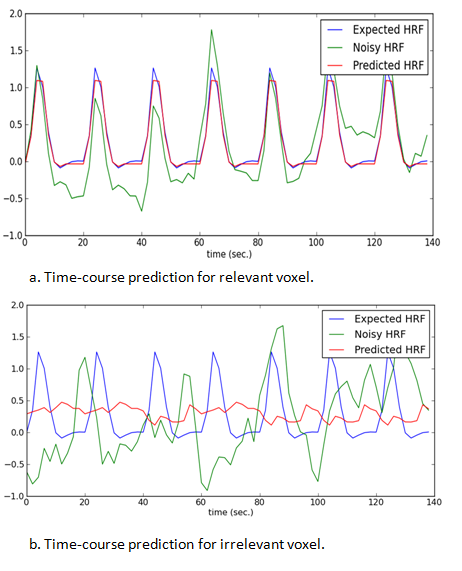 2.0
1.5
1.0
0.5
0.0
−0.5
−1.0
Expected HRF
Noisy HRF
Predicted HRF
0 20 40 60 80 100 120 140
time (sec.)
a. Time-course prediction for relevant voxel.
2.0
1.5
1.0
0.5
0.0
−0.5
−1.0
Expected HRF
Noisy HRF
Predicted HRF
0 20 40 60 80 100 120 140
time (sec.)
b. Time-course prediction for irrelevant voxel.